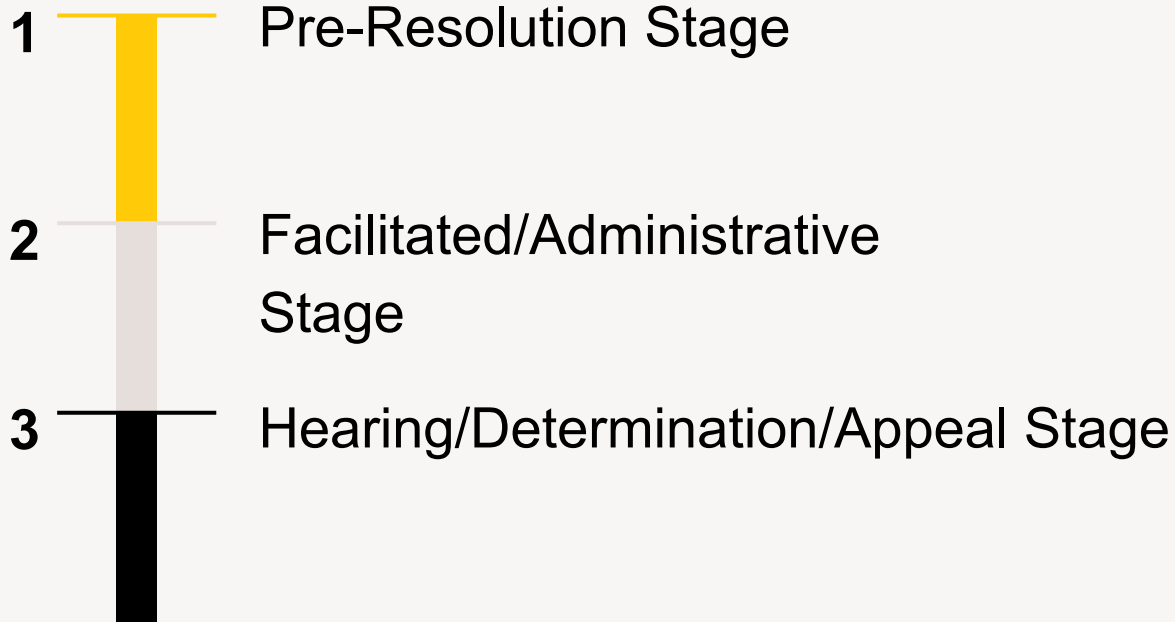 1 Pre-Resolution Stage
2 Facilitated/Administrative
Stage
3 Hearing/Determination/Appeal Stage